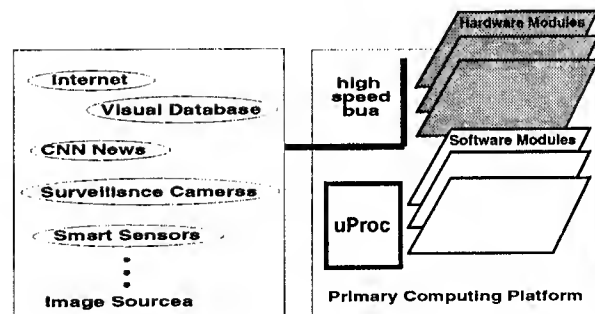 Internet
Visual Database
CNN News
Surveillance Cameras
Smart Sensors
Image Sourcea
high
speed
bua
Hardware Modules
Software Modules
uProc
Primary Computing Platform